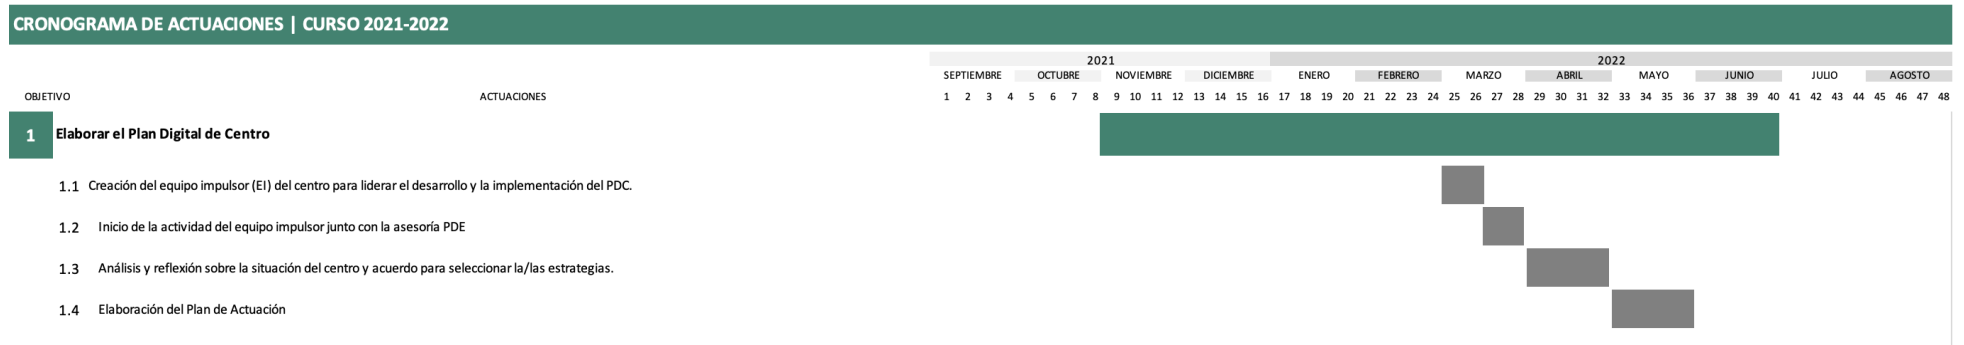 CRONOGRAMA DE ACTUACIONES | CURSO 2021-2022
2021 2022
SEPTIEMBRE OCTUBRE NOVIEMBRE DICIEMBRE ENERO FEBRERO MARZO ABRIL MAYO JUNIO JULIO AGOSTO
OBJETIVO ACTUACIONES 1 2 3 4 5 6 7 8 9 10 11 12 13 14 15 16 17 18 19 20 21 22 23 24 25 26 27 28 29 30 31 32 33 34 35 36 37 38 39 40 41 42 43 44 45 46 47 48
1 Elaborar el Plan Digital de Centro
1.1 Creación del equipo impulsor (EI) del centro para liderar el desarrollo y la implementación del PDC.
1.2 Inicio de la actividad del equipo impulsor junto con la asesoría PDE
1.3 Análisis y reflexión sobre la situación del centro y acuerdo para seleccionar la/las estrategias.
1.4 Elaboración del Plan de Actuación